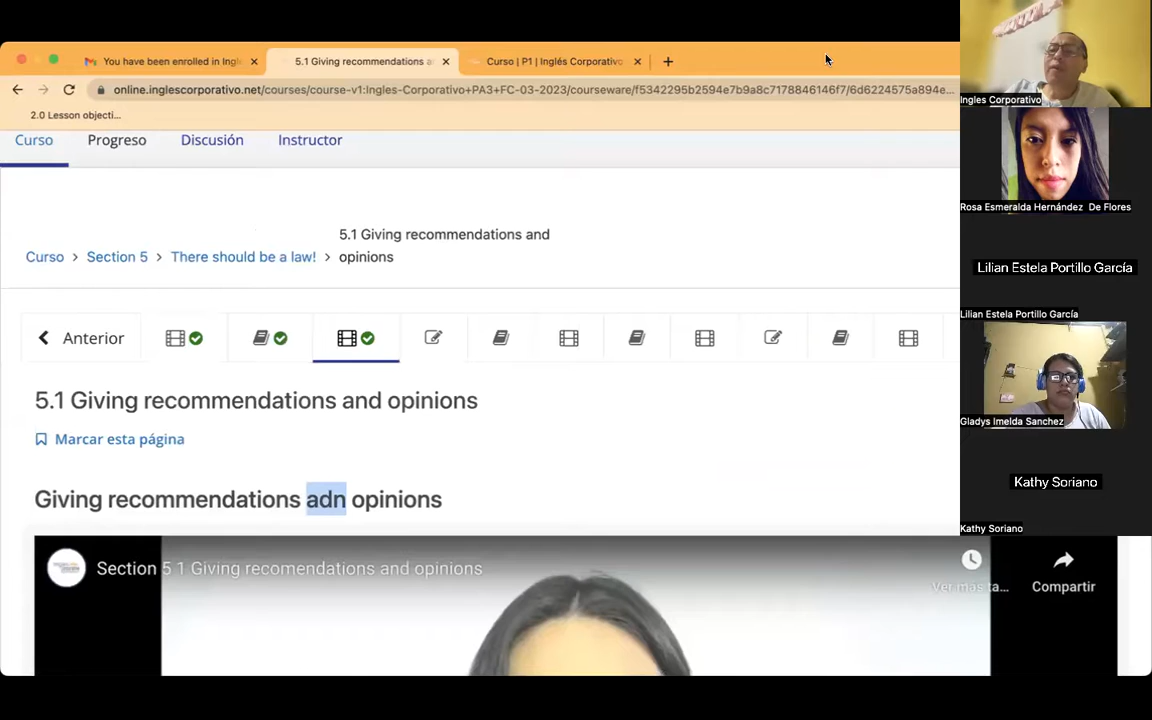 You have been enrolled in Ingl
5.1 Giving recommendations a
Curso | P1 | Inglés Corporativo
online.inglescorporativo.net/courses/course-v1:Ingles-Corporativo+PA3+FC-03-2023/courseware/f5342295b2594e7b9a8c7178846146f7/6d6224575a894e...
2.0 Lesson objecti...
Curso Progreso Discusión Instructor
Curso > Section 5 > There should be a law! > 5.1 Giving recommendations and
opinions
Anterior
5.1 Giving recommendations and opinions
Marcar esta página
Giving recommendations adn opinions
Section 5 1 Giving recomendations and opinions
Ver más ta...
Compartir
Ingles Corporativo
Rosa Esmeralda Hernández De Flores
Lilian Estela Portillo García
Lilian Estela Portillo García
Gladys Imelda Sanchez
Kathy Soriano
Kathy Soriano